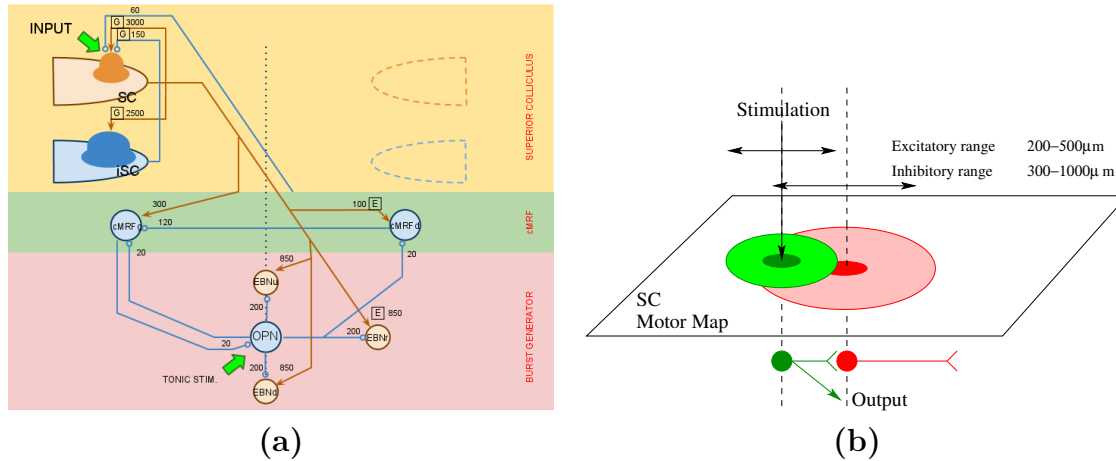 60
G 3000
INPUT
G 150
SC
G 2500
iSC
SUPERIOR COLLICULUS
300
100 E
cMRF
cMRF d
120
cMRF
20
20
850
EBNu
200
E 850
OPN
200
EBNr
20
TONIC STIM.
200
850
EBNd
BURST GENERATOR
(a)
Stimulation
Excitatory range 200–500μm
Inhibitory range 300–1000μ m
SC
Motor Map
Output
(b)